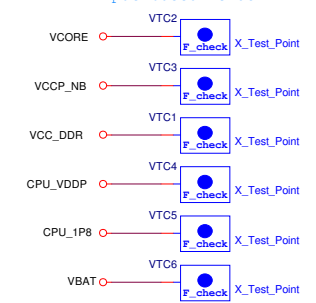 VTC2
VCORE
F_check
X_Test_Point
VTC3
VCCP_NB
F_check
X_Test_Point
VTC1
VCC_DDR
F_check
X_Test_Point
VTC4
CPU_VDDP
F_check
X_Test_Point
VTC5
CPU_1P8
F_check
X_Test_Point
VTC6
VBAT
F_check
X_Test_Point